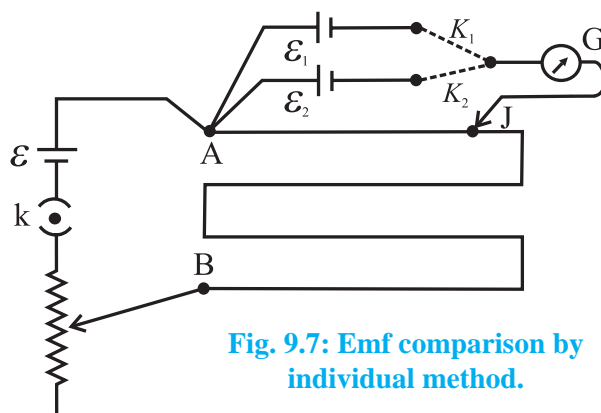 K₁
G
ε₁
K₂
ε₂
J
A
ε
k
B
Fig. 9.7: Emf comparison by
individual method.